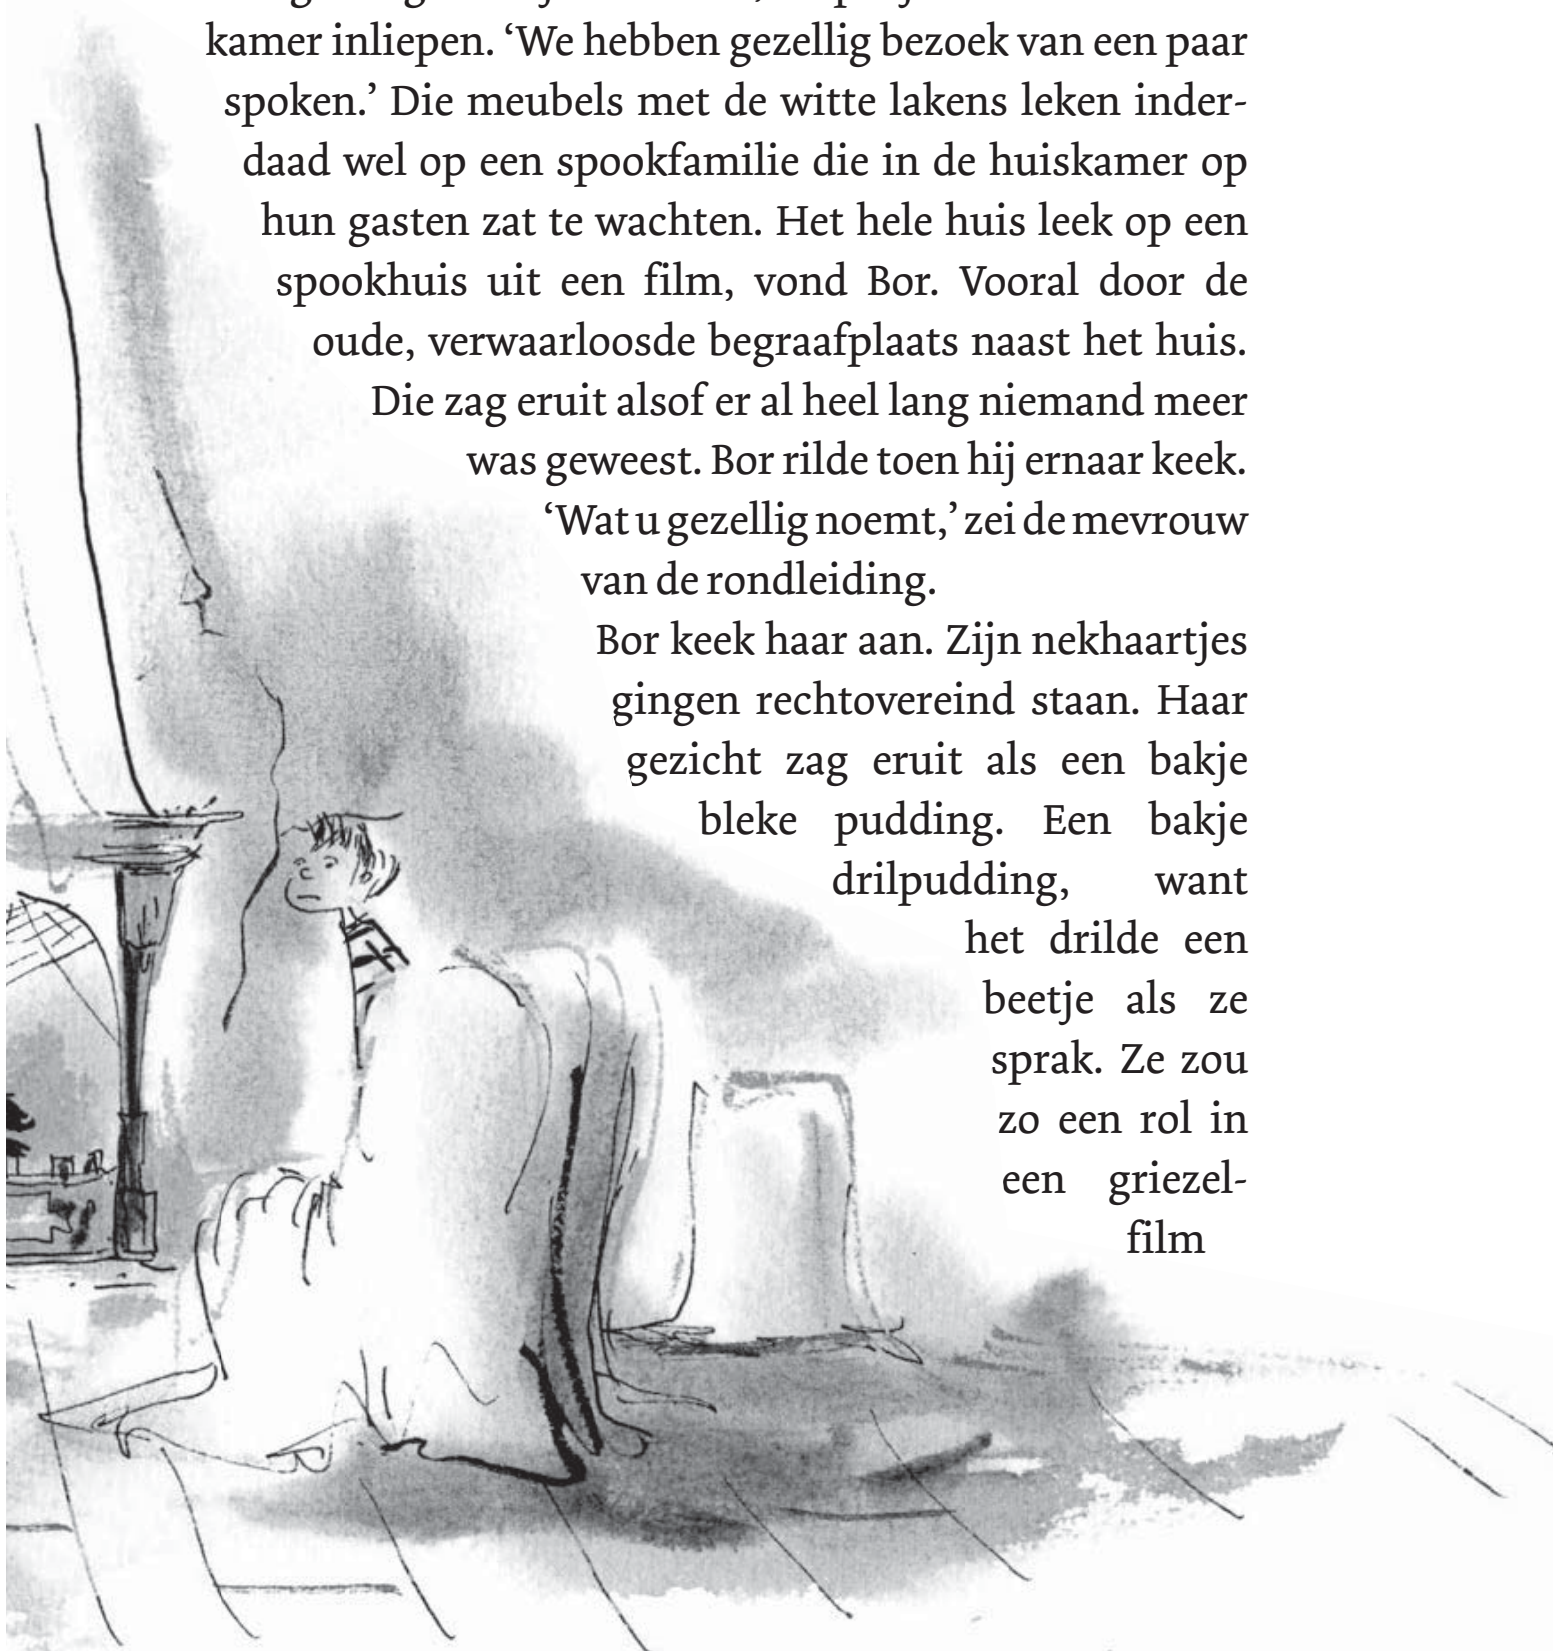 kamer inliepen. ‘We hebben gezellig bezoek van een paar
spoken.’ Die meubels met de witte lakens leken inder-
daad wel op een spookfamilie die in de huiskamer op
hun gasten zat te wachten. Het hele huis leek op een
spookhuis uit een film, vond Bor. Vooral door de
oude, verwaarloosde begraafplaats naast het huis.
Die zag eruit alsof er al heel lang niemand meer
was geweest. Bor rilde toen hij ernaar keek.
‘Wat u gezellig noemt,’ zei de mevrouw
van de rondleiding.
Bor keek haar aan. Zijn nekhaartjes
gingen rechtovereind staan. Haar
gezicht zag eruit als een bakje
bleke pudding. Een bakje
drilpudding, want
het drilde een
beetje als ze
sprak. Ze zou
zo een rol in
een griezel-
film